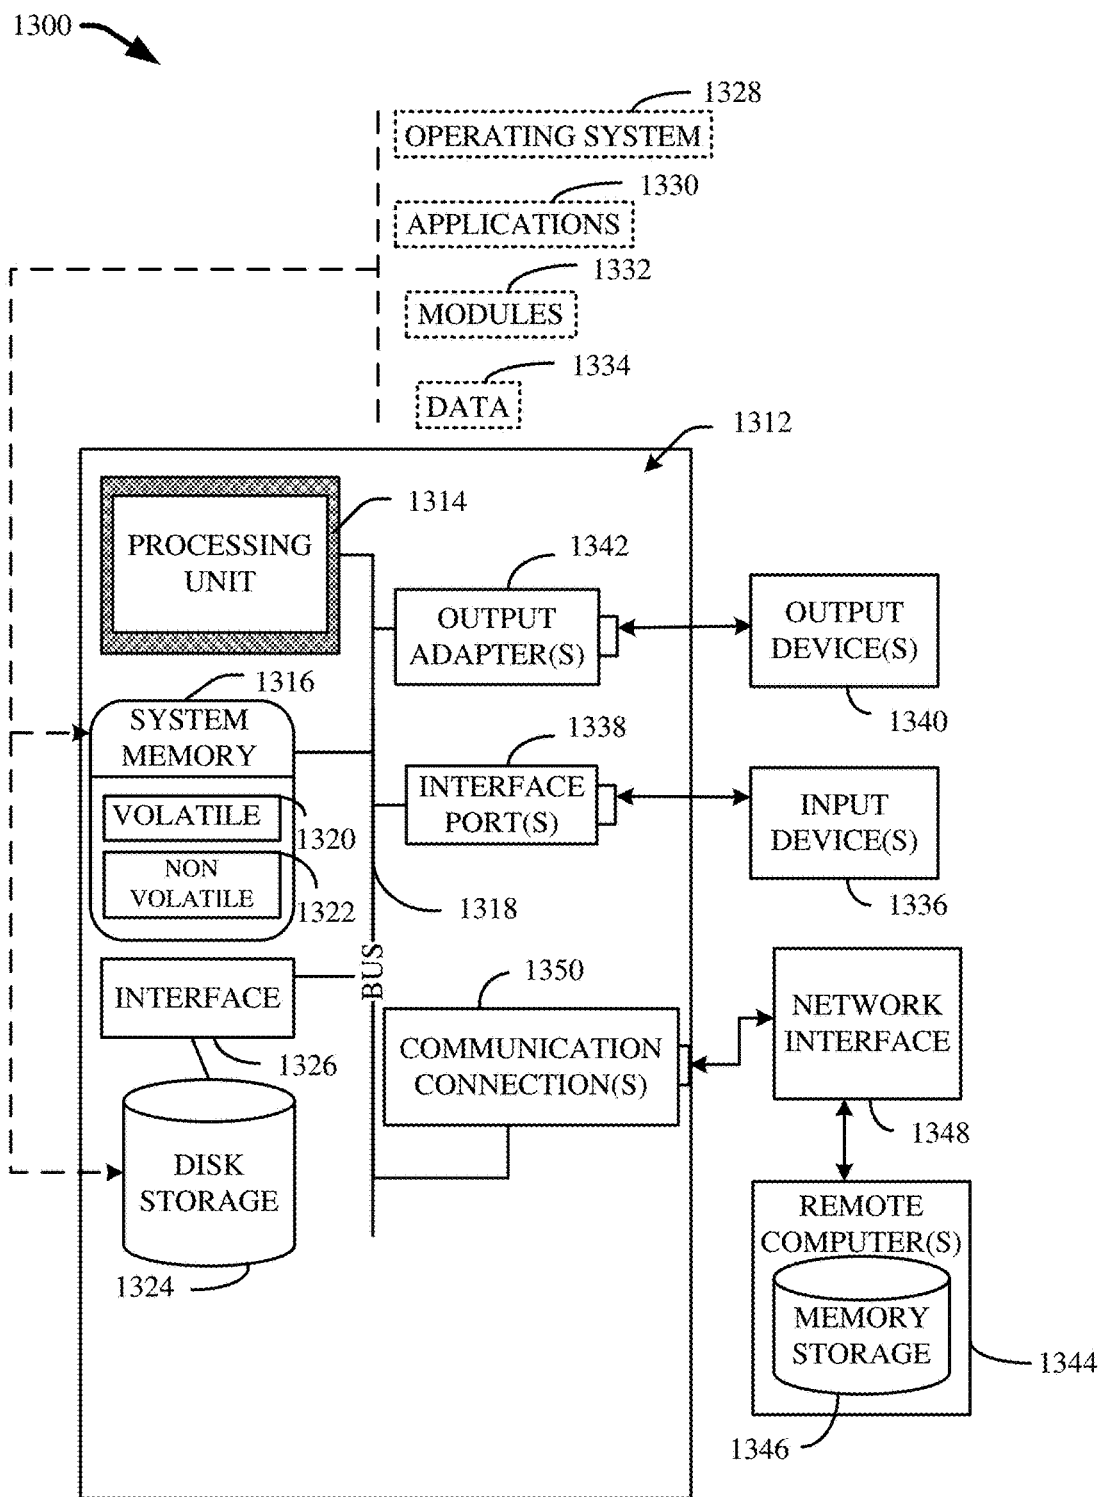 1300
1328
OPERATING SYSTEM
1330
APPLICATIONS
1332
MODULES
1334
DATA
1312
1314
PROCESSING
UNIT
1342
OUTPUT
ADAPTER(S)
OUTPUT
DEVICE(S)
1340
1316
SYSTEM
MEMORY
1338
INTERFACE
PORT(S)
INPUT
DEVICE(S)
1336
VOLATILE
1320
NON
VOLATILE
1322
1318
BUS
INTERFACE
1326
1350
COMMUNICATION
CONNECTION(S)
NETWORK
INTERFACE
1348
DISK
STORAGE
1324
REMOTE
COMPUTER(S)
MEMORY
STORAGE
1344
1346